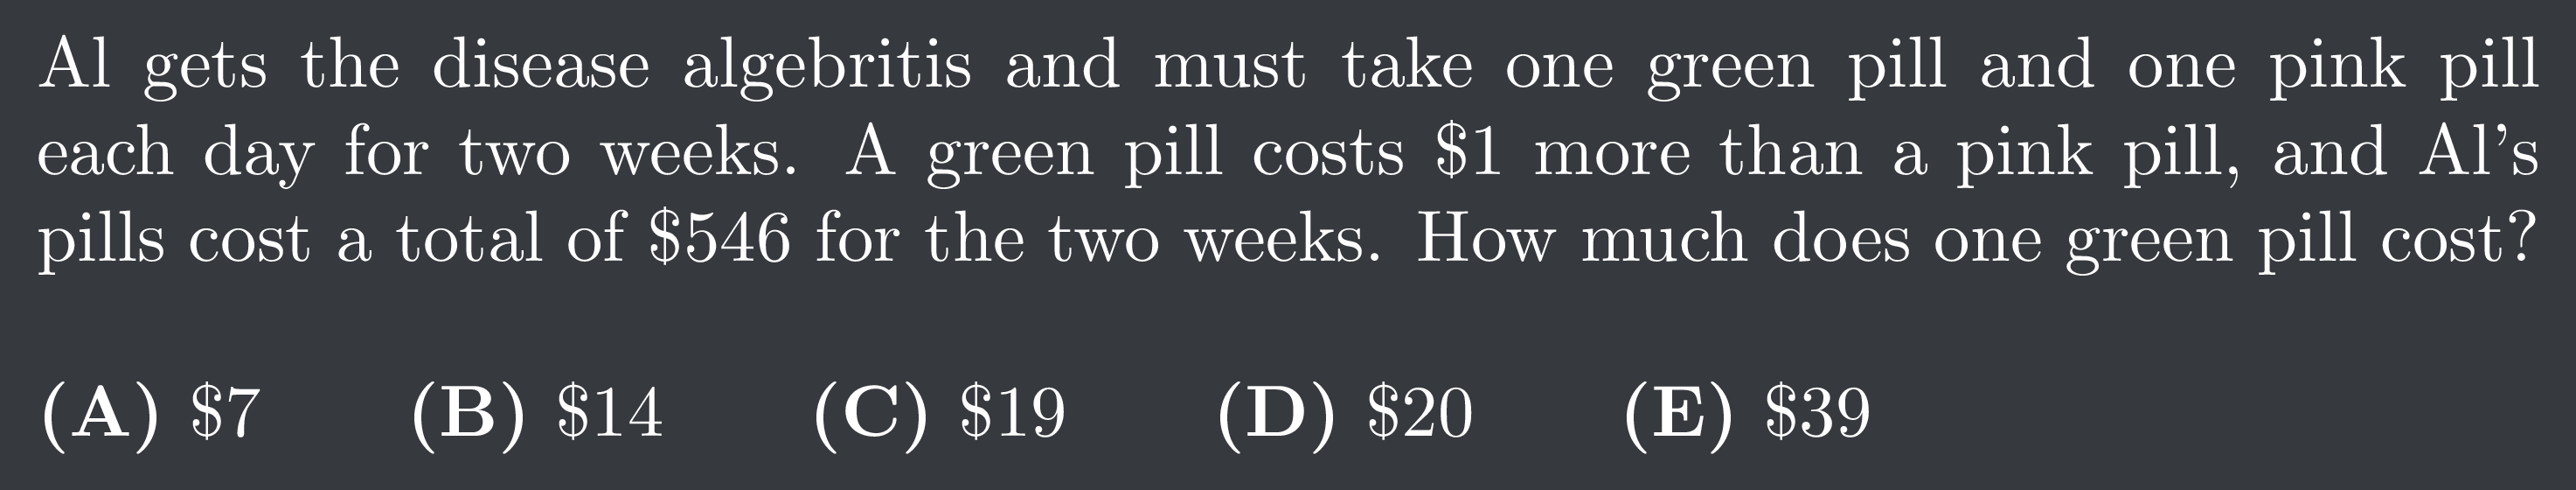 Al gets the disease algebritis and must take one green pill and one pink pill
each day for two weeks. A green pill costs $1 more than a pink pill, and Al's
pills cost a total of $546 for the two weeks. How much does one green pill cost?
(A) $7 (B) $14 (C) $19 (D) $20 (E) $39